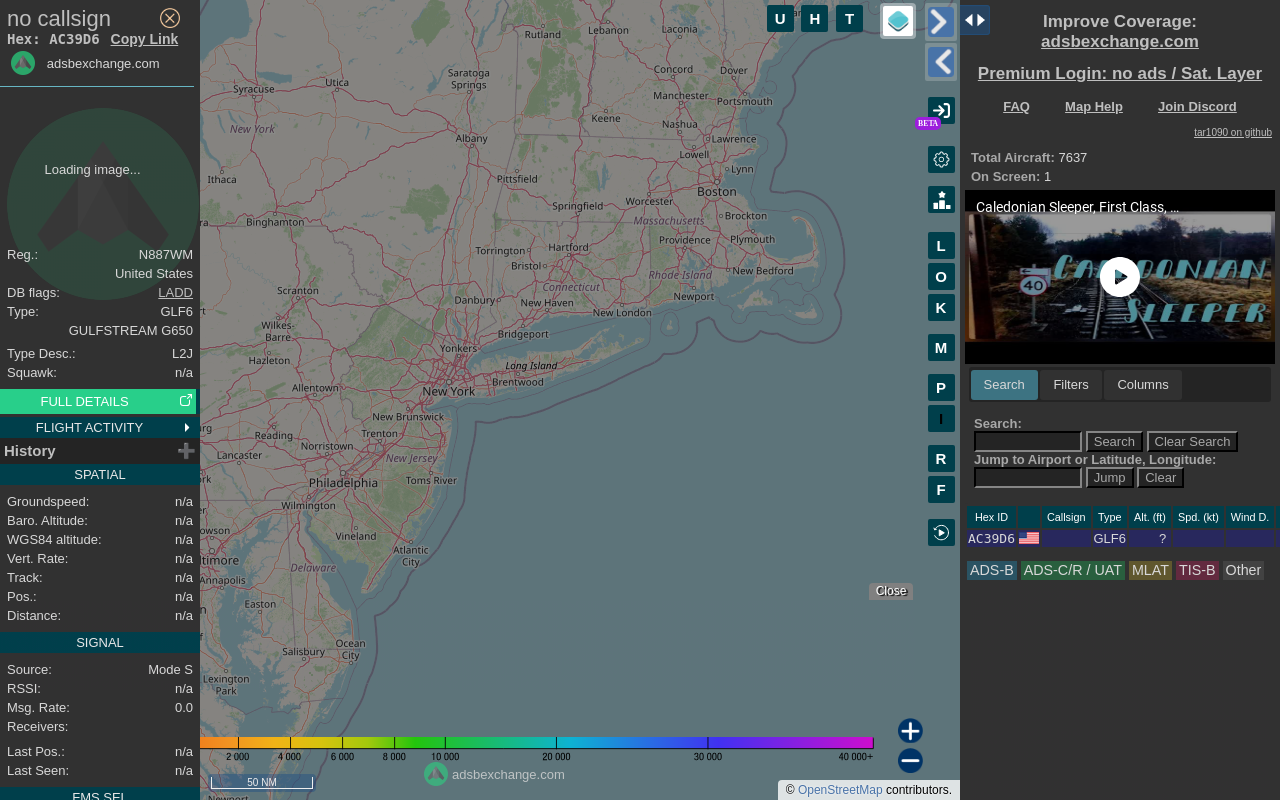 no callsign
Hex: AC39D6 Copy Link
adsbexchange.com
Loading image...
Reg.: N887WM
United States
DB flags: LADD
Type: GLF6
GULFSTREAM G650
Type Desc.: L2J
Squawk: n/a
FULL DETAILS
FLIGHT ACTIVITY
History
SPATIAL
Groundspeed: n/a
Baro. Altitude: n/a
WGS84 altitude: n/a
Vert. Rate: n/a
Track: n/a
Pos.: n/a
Distance: n/a
SIGNAL
Source: Mode S
RSSI: n/a
Msg. Rate: 0.0
Receivers:
Last Pos.: n/a
Last Seen: n/a
FMS SEL
Rutland
Lebanon
Laconia
Saratoga Springs
Concord
Dover
Utica
Syracuse
Manchester
Portsmouth
Keene
Nashua
New York
Albany
Lawrence
Lowell
Lynn
Ithaca
Pittsfield
Boston
Worcester
Springfield
Binghamton
Massachusetts
Brockton
Providence
Plymouth
Hartford
Torrington
Bristol
Rhode Island
New Bedford
Connecticut
Scranton
Danbury
New Haven
Newport
New London
Wilkes-Barre
Bridgeport
Yonkers
Hazleton
Long Island
Brentwood
Allentown
New York
New Brunswick
Reading
Trenton
Norristown
Lancaster
New Jersey
Philadelphia
Toms River
Wilmington
Vineland
Atlantic City
Delaware
Annapolis
Easton
Ocean City
Salisbury
Lexington Park
Newport
2 000 4 000 6 000 8 000 10 000 20 000 30 000 40 000+
50 NM
adsbexchange.com
© OpenStreetMap contributors.
U H T
BETA
L
O
K
M
P
I
R
F
Close
Improve Coverage:
adsbexchange.com
Premium Login: no ads / Sat. Layer
FAQ Map Help Join Discord
tar1090 on github
Total Aircraft: 7637
On Screen: 1
Caledonian Sleeper, First Class, …
40
CALEDONIAN
SLEEPER
Search Filters Columns
Search:
Search Clear Search
Jump to Airport or Latitude, Longitude:
Jump Clear
Hex ID Callsign Type Alt. (ft) Spd. (kt) Wind D.
AC39D6 GLF6 ?
ADS-B ADS-C/R / UAT MLAT TIS-B Other